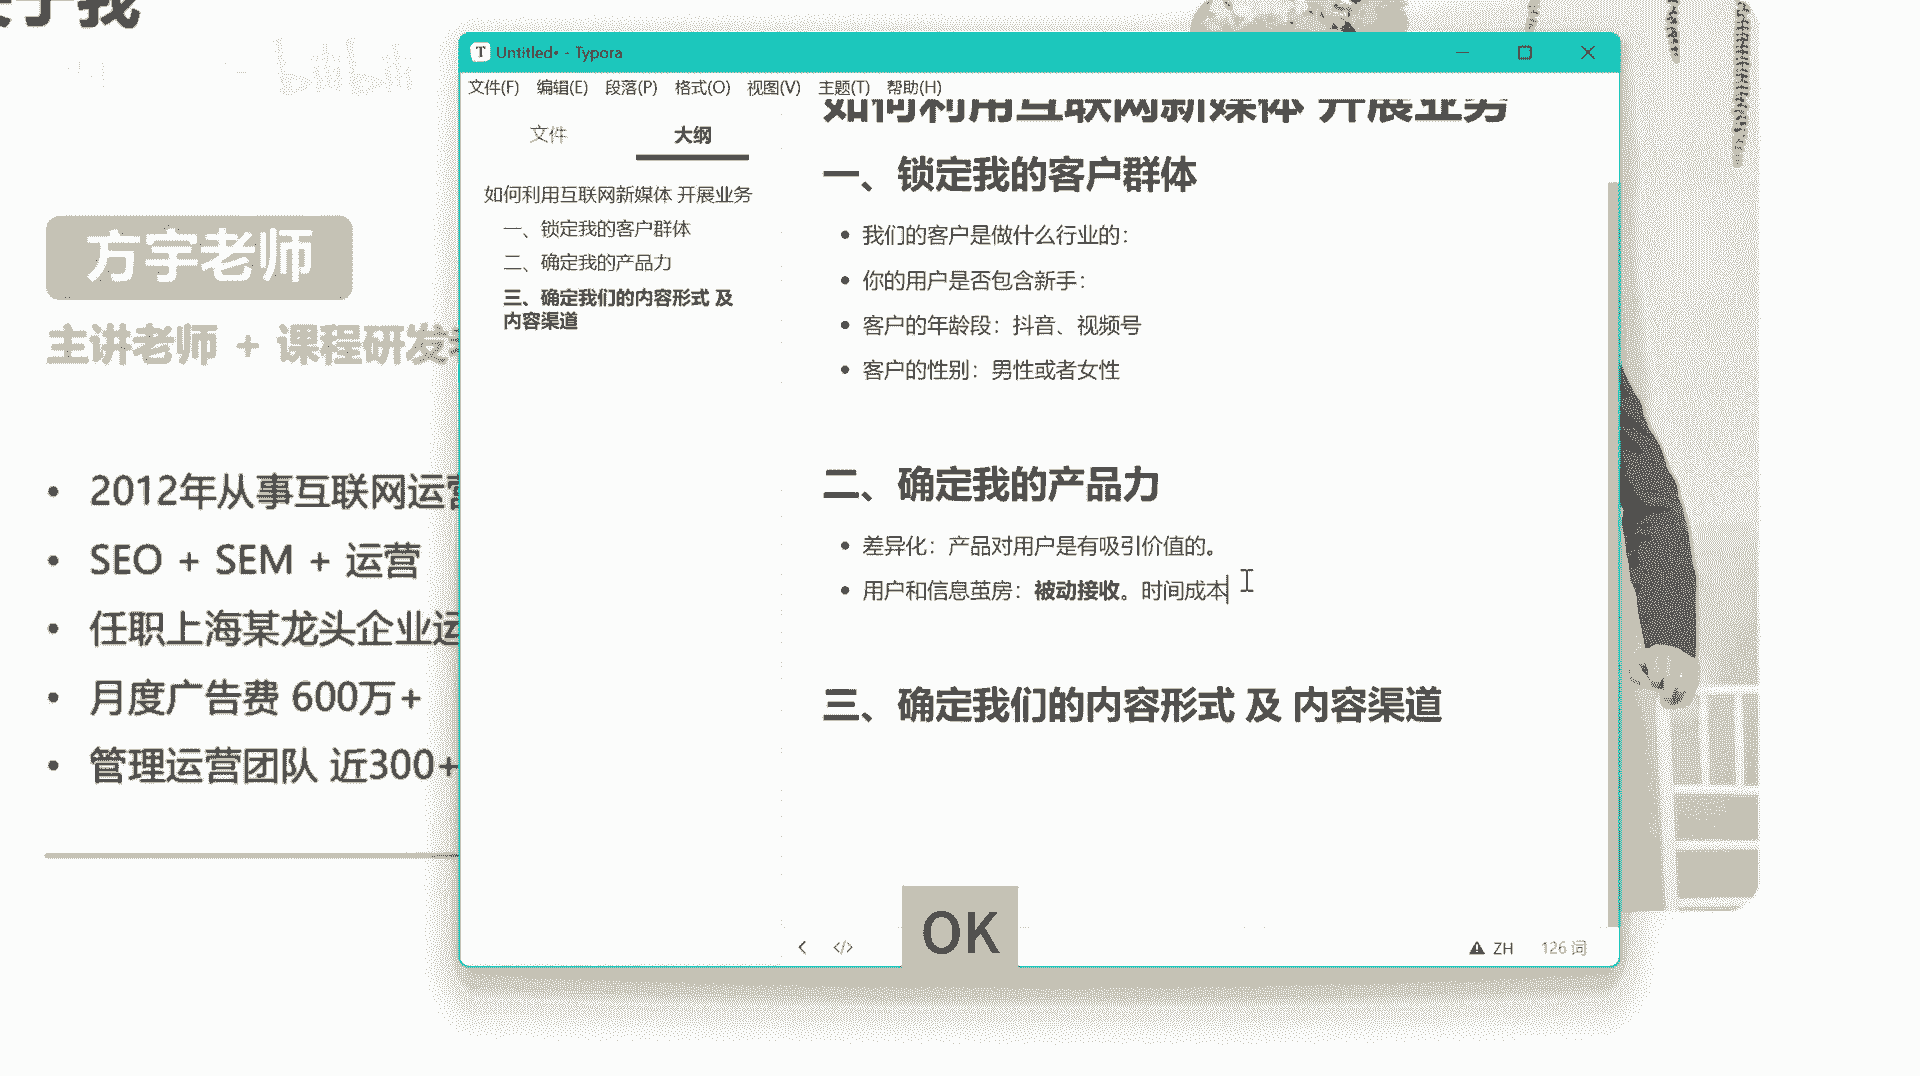 于我
bilibili
方宇老师
主讲老师 + 课程研发
• 2012年从事互联网运营
• SEO + SEM + 运营
• 任职上海某龙头企业运
• 月度广告费 600万+
• 管理运营团队 近300+
Untitled• - Typora
文件(F) 编辑(E) 段落(P) 格式(O) 视图(V) 主题(T) 帮助(H)
文件 大纲
如何利用互联网新媒体 开展业务
一、锁定我的客户群体
二、确定我的产品力
三、确定我们的内容形式 及
内容渠道
如何利用互联网新媒体 开展业务
一、锁定我的客户群体
• 我们的客户是做什么行业的：
• 你的用户是否包含新手：
• 客户的年龄段：抖音、视频号
• 客户的性别：男性或者女性
二、确定我的产品力
• 差异化：产品对用户是有吸引价值的。
• 用户和信息茧房：被动接收。时间成本
三、确定我们的内容形式 及 内容渠道
OK
ZH 126 词